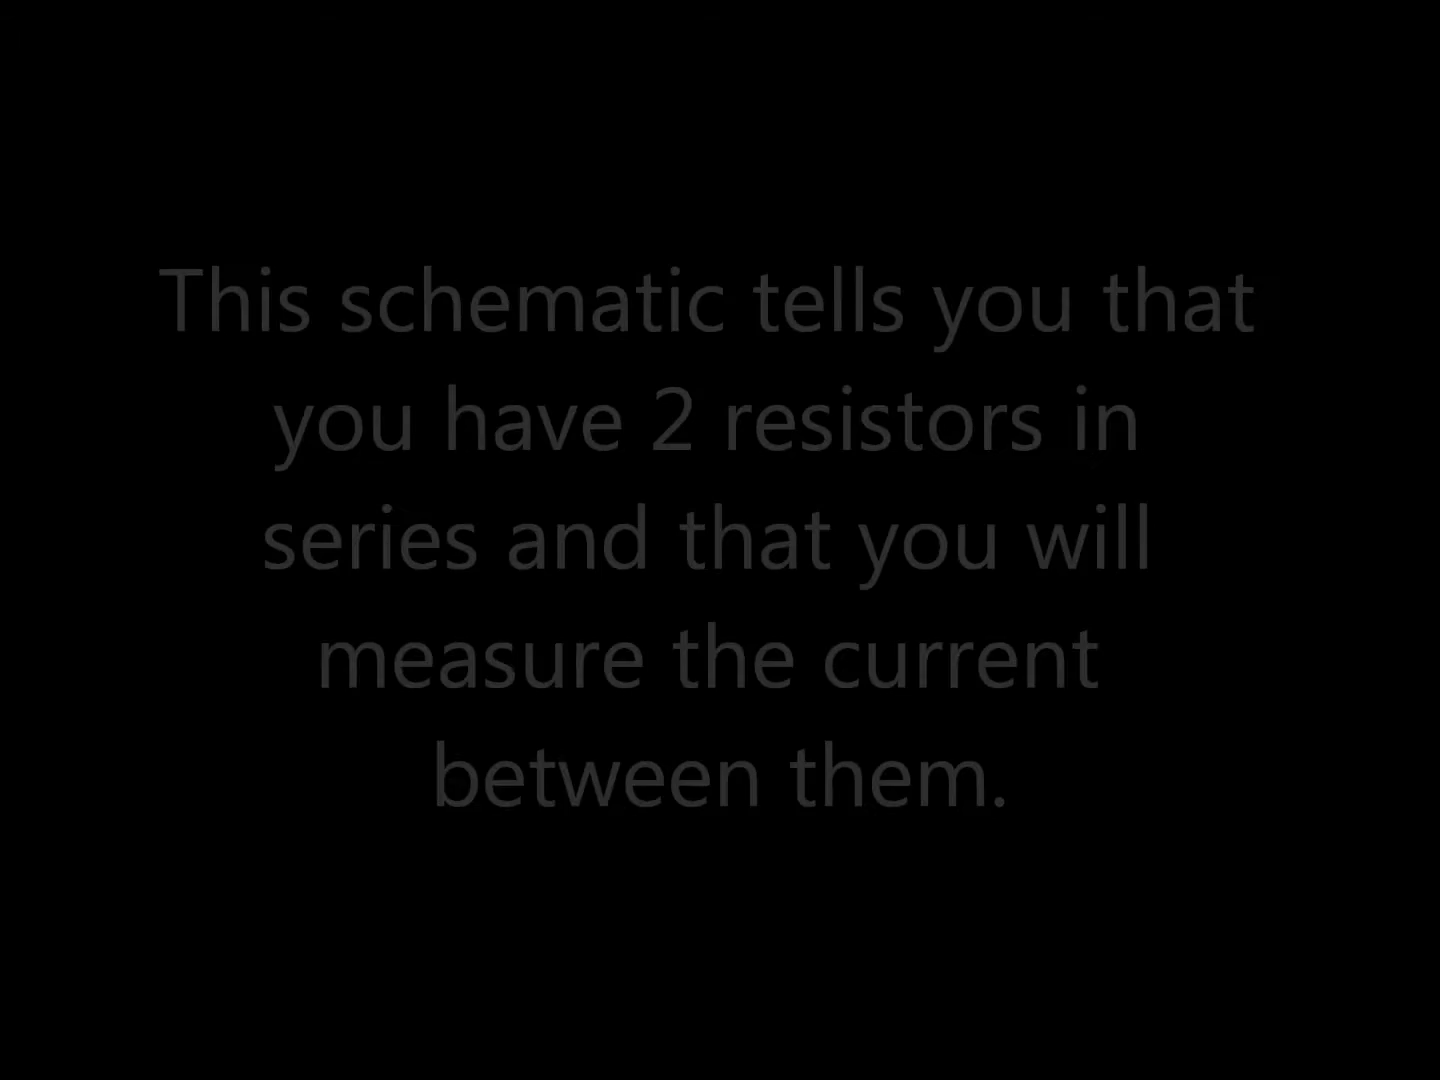 This schematic tells you that
you have 2 resistors in
series and that you will
measure the current
between them.